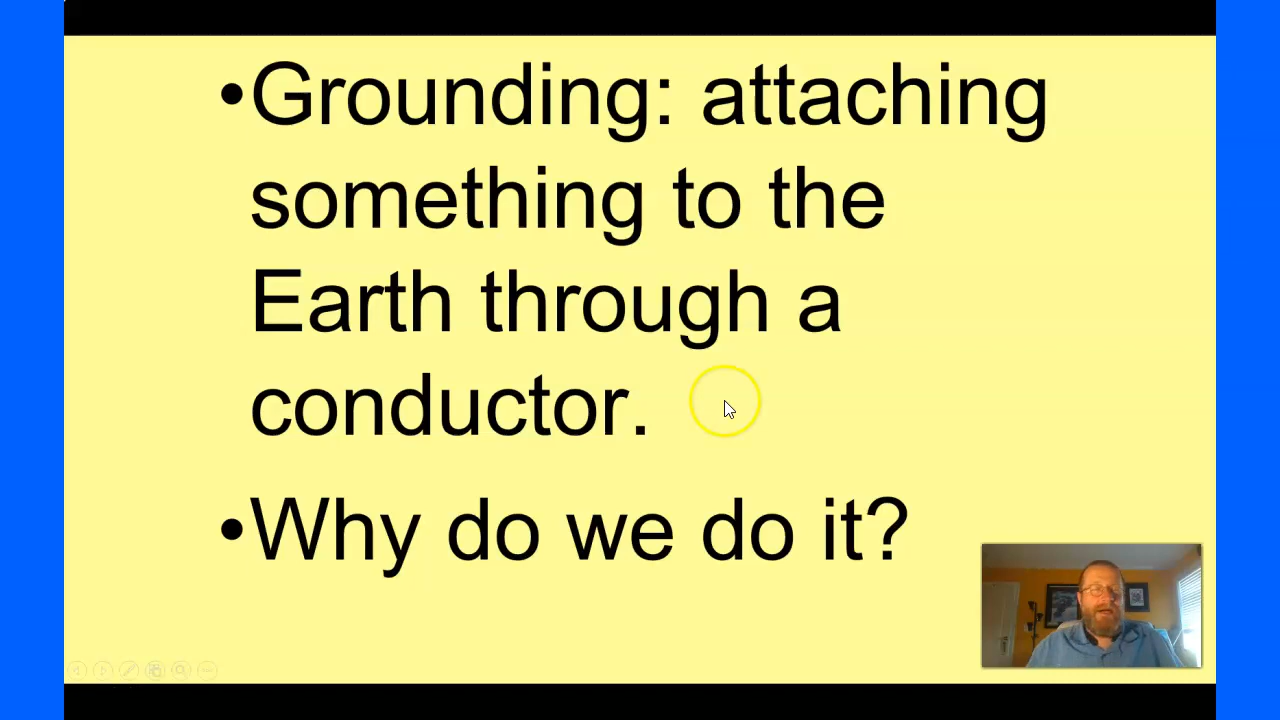 •Grounding: attaching
something to the
Earth through a
conductor.
•Why do we do it?